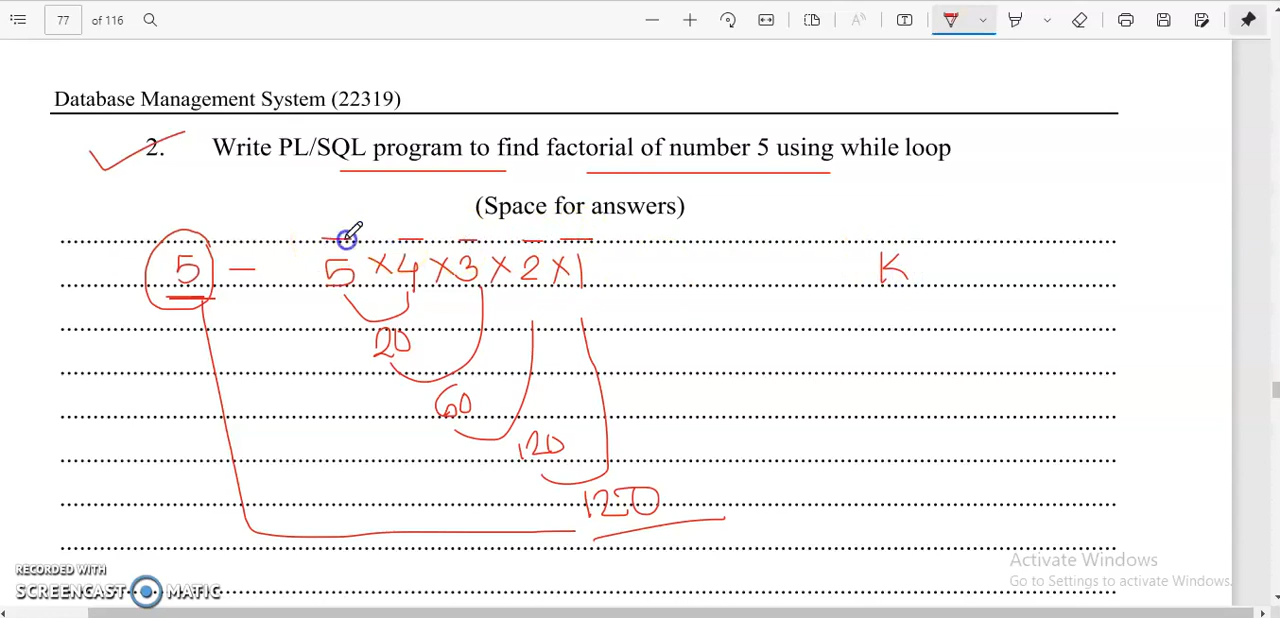 77 of 116
Database Management System (22319)
2. Write PL/SQL program to find factorial of number 5 using while loop
(Space for answers)
5 — 5 × 4 × 3 × 2 × 1 K
20
60
120
120
Activate Windows
Go to Settings to activate Windows.
RECORDED WITH
SCREENCAST MATIC